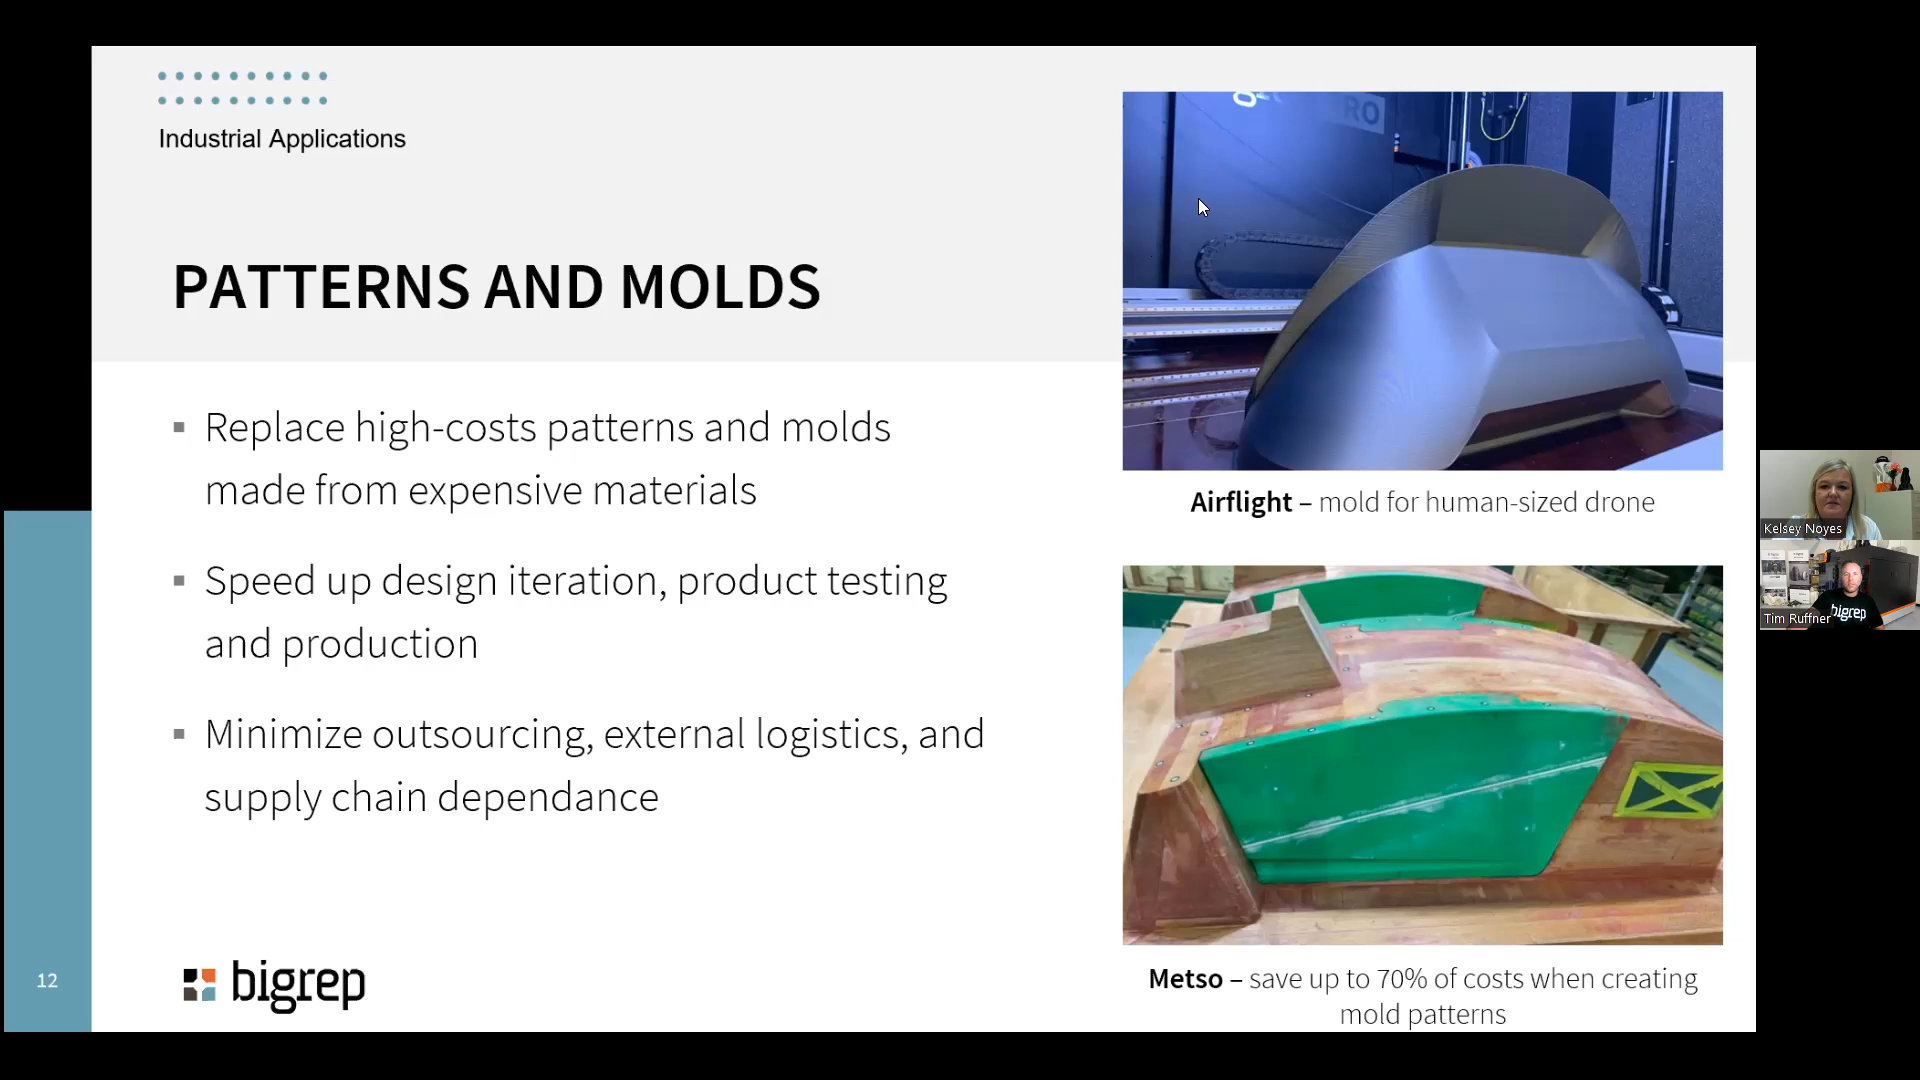 Industrial Applications
PATTERNS AND MOLDS
▪ Replace high-costs patterns and molds
made from expensive materials
▪ Speed up design iteration, product testing
and production
▪ Minimize outsourcing, external logistics, and
supply chain dependance
RO
Airflight – mold for human-sized drone
Metso – save up to 70% of costs when creating
mold patterns
12
bigrep
Kelsey Noyes
bigrep
Tim Ruffner